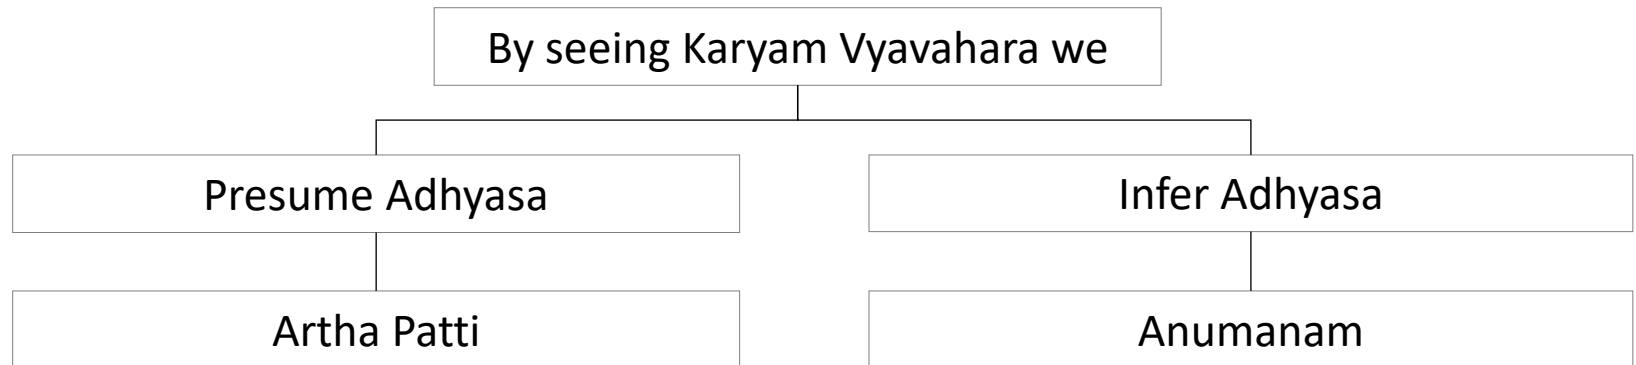 By seeing Karyam Vyavahara we
Presume Adhyasa
Infer Adhyasa
Artha Patti
Anumanam